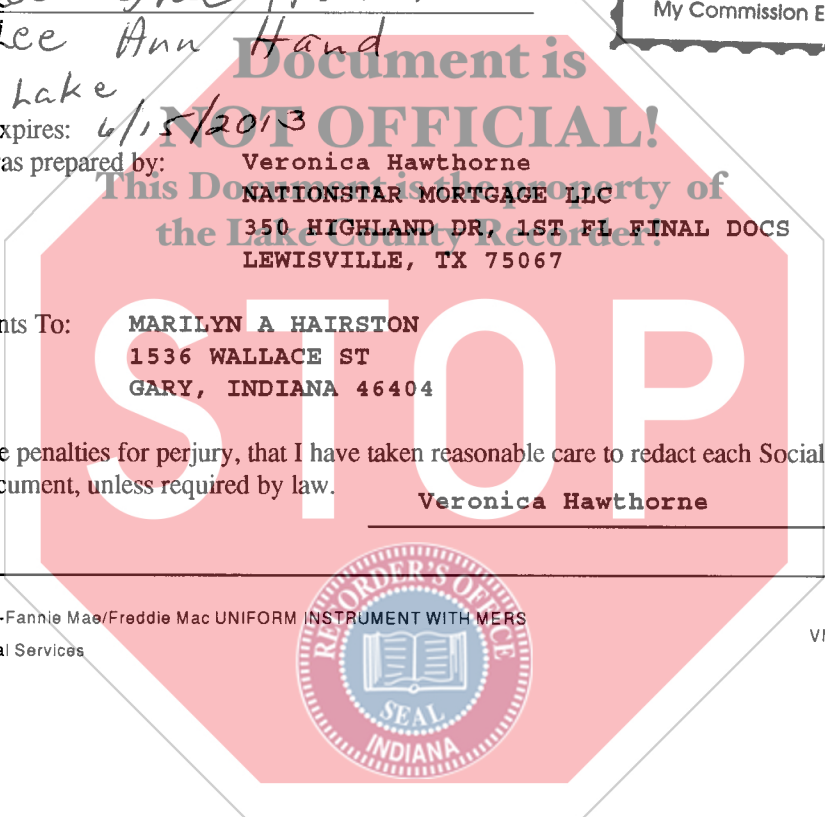 My Commission E
Lee Ann Hand
Lake
xpires: 6/15/2013
as prepared by: Veronica Hawthorne
NATIONSTAR MORTGAGE LLC
350 HIGHLAND DR, 1ST FL FINAL DOCS
LEWISVILLE, TX 75067
Document is
NOT OFFICIAL!
This Document is the property of
the Lake County Recorder!
nts To: MARILYN A HAIRSTON
1536 WALLACE ST
GARY, INDIANA 46404
STOP
e penalties for perjury, that I have taken reasonable care to redact each Social
cument, unless required by law.
Veronica Hawthorne
-Fannie Mae/Freddie Mac UNIFORM INSTRUMENT WITH MERS
al Services
RECORDER'S OFFICE
SEAL
INDIANA